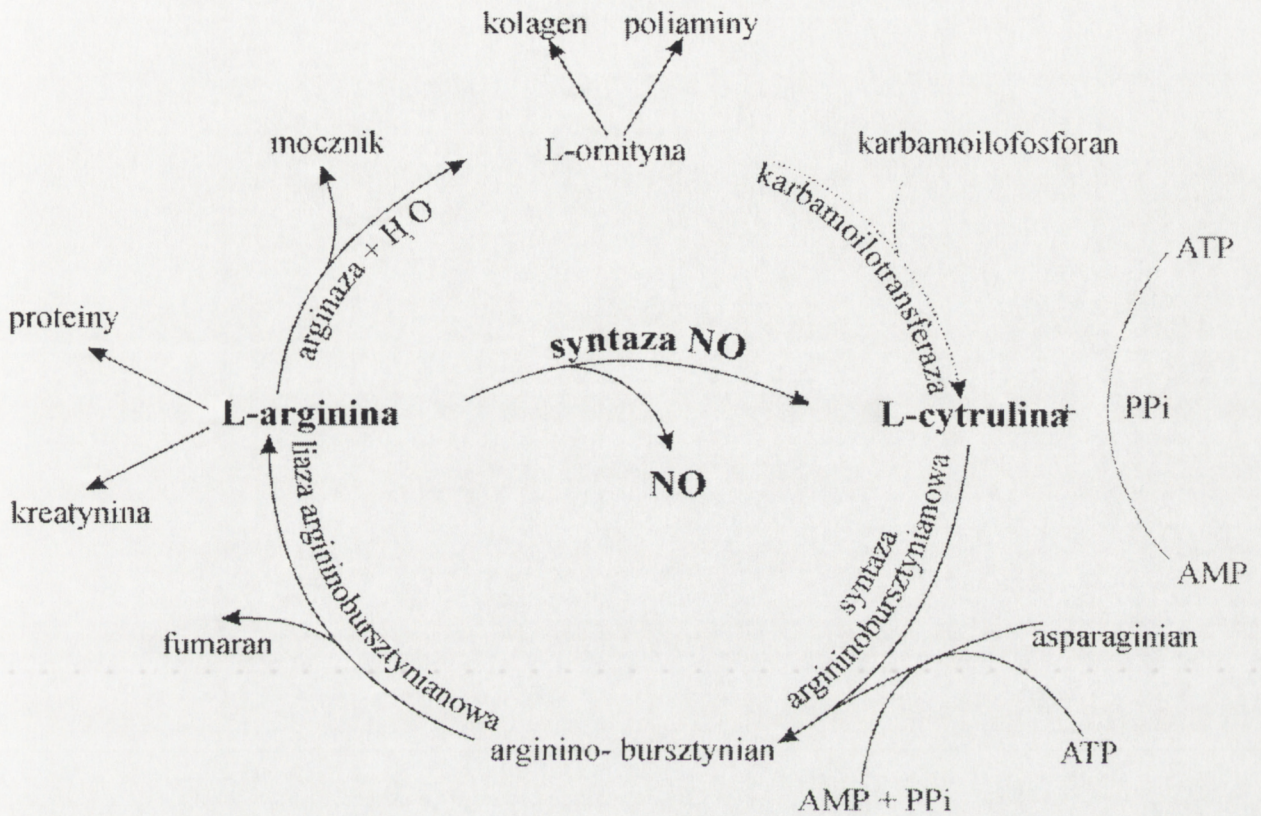 kolagen poliaminy
mocznik
L-ornityna
karbamoilofosforan
arginaza + H₂O
karbamoilotransferaza
ATP
proteiny
syntaza NO
L-arginina
L-cytrulina+
PPi
NO
kreatynina
liaza argininobursztynianowa
syntaza
argininobursztynianowa
AMP
fumaran
asparaginian
arginino- bursztynian
ATP
AMP + PPi